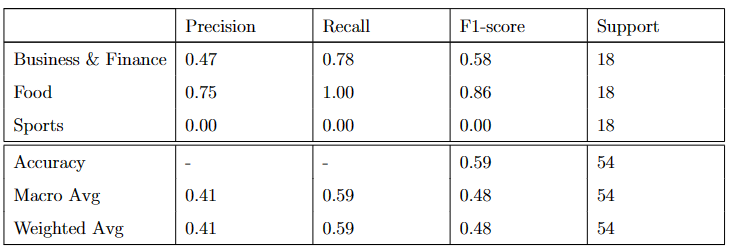 Precision Recall F1-score Support
Business & Finance 0.47 0.78 0.58 18
Food 0.75 1.00 0.86 18
Sports 0.00 0.00 0.00 18
Accuracy - - 0.59 54
Macro Avg 0.41 0.59 0.48 54
Weighted Avg 0.41 0.59 0.48 54